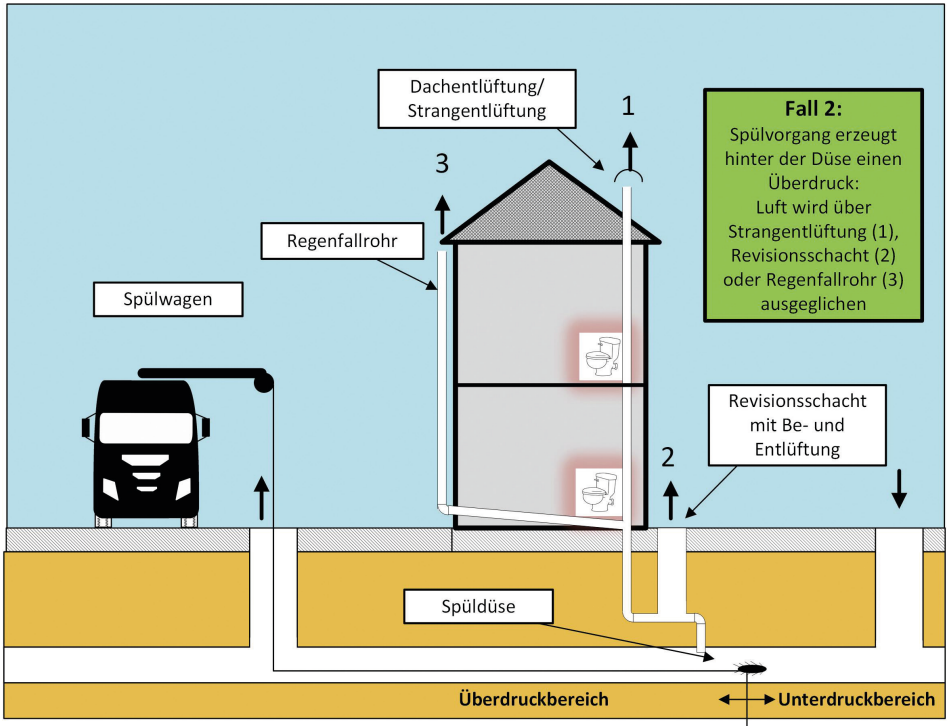 Dachentlüftung/
Strangentlüftung
1
Fall 2:
Spülvorgang erzeugt
hinter der Düse einen
Überdruck:
Luft wird über
Strangentlüftung (1),
Revisionsschacht (2)
oder Regenfallrohr (3)
ausgeglichen
3
Regenfallrohr
Spülwagen
Revisionsschacht
mit Be- und
Entlüftung
2
Spüldüse
Überdruckbereich
Unterdruckbereich